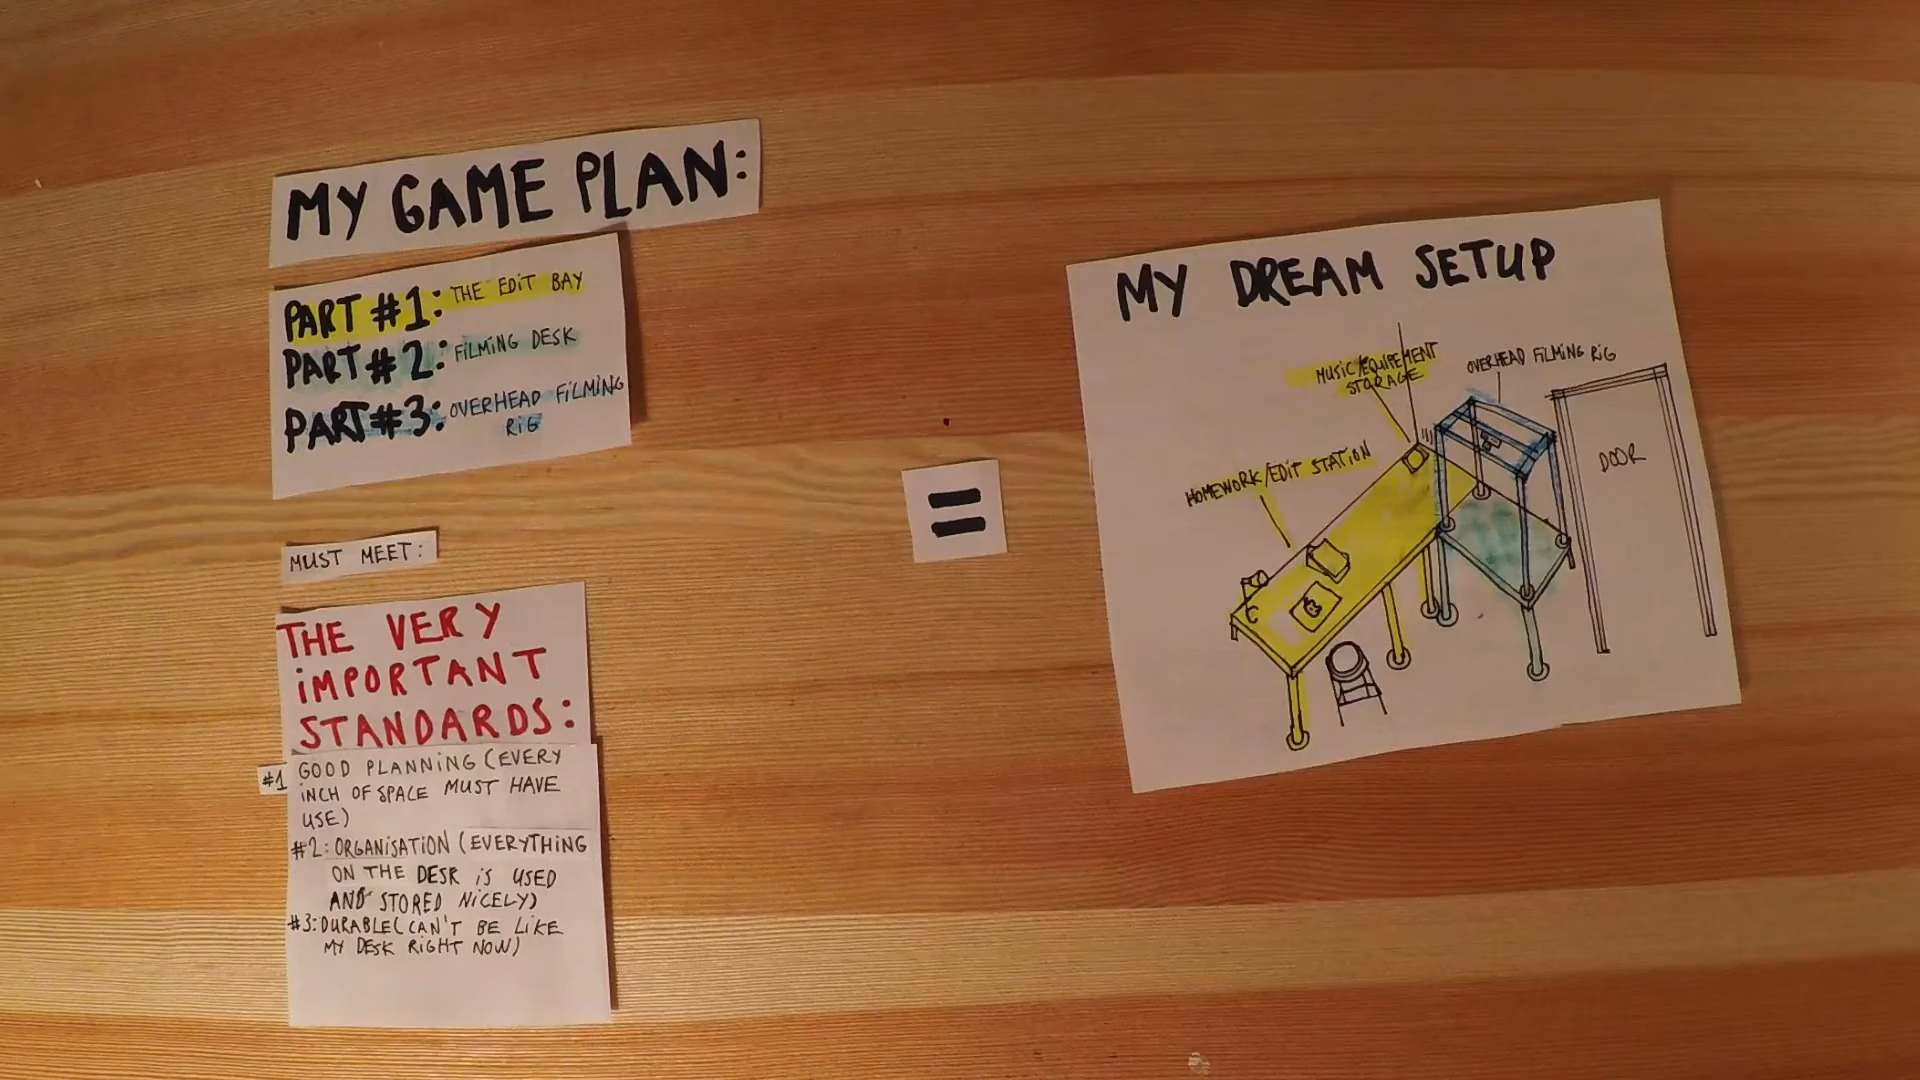 MY GAME PLAN:
PART #1: THE EDiT BAY
PART #2: FiLMiNG DESK
PART #3: OVERHEAD FiLMiNG
RiG
MUST MEET:
THE VERY
iMPORTANT
STANDARDS:
#1 GOOD PLANNING (EVERY
iNCH OF SPACE MUST HAVE
USE)
#2: ORGANiSATiON (EVERYTHING
ON THE DESK iS USED
AND STORED NiCELY)
#3: DURABLE (CAN'T BE LiKE
MY DESK RiGHT NOW)
=
MY DREAM SETUP
MUSiC/EQUiPEMENT
STORAGE
OVERHEAD FiLMiNG RiG
HOMEWORK/EDiT STATiON
DOOR